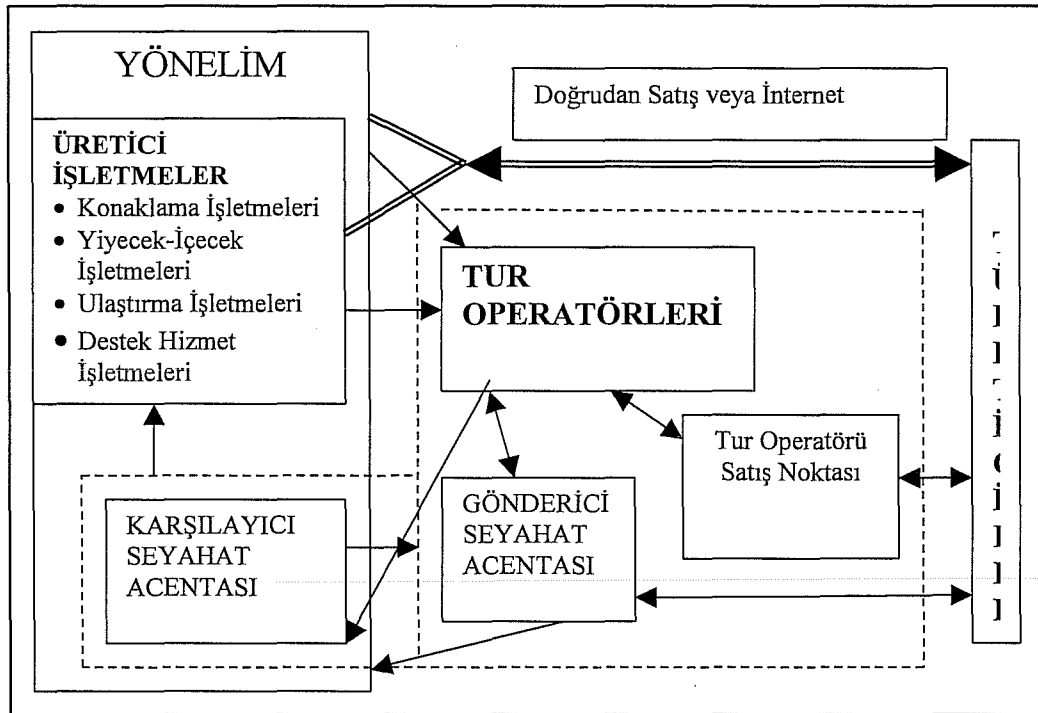 YÖNELİM
Doğrudan Satış veya İnternet
ÜRETİCİ
İŞLETMELER
• Konaklama İşletmeleri
• Yiyecek-İçecek
İşletmeleri
• Ulaştırma İşletmeleri
• Destek Hizmet
İşletmeleri
TUR
OPERATÖRLERİ
Tur Operatörü
Satış Noktası
KARŞILAYICI
SEYAHAT
ACENTASI
GÖNDERİCİ
SEYAHAT
ACENTASI